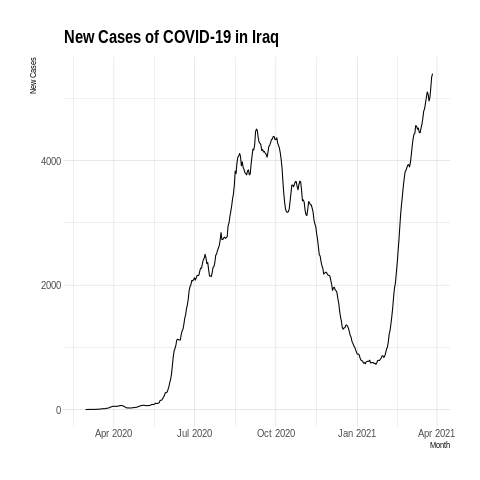 New Cases of COVID-19 in Iraq
New Cases
4000
2000
0
Apr 2020 Jul 2020 Oct 2020 Jan 2021 Apr 2021
Month